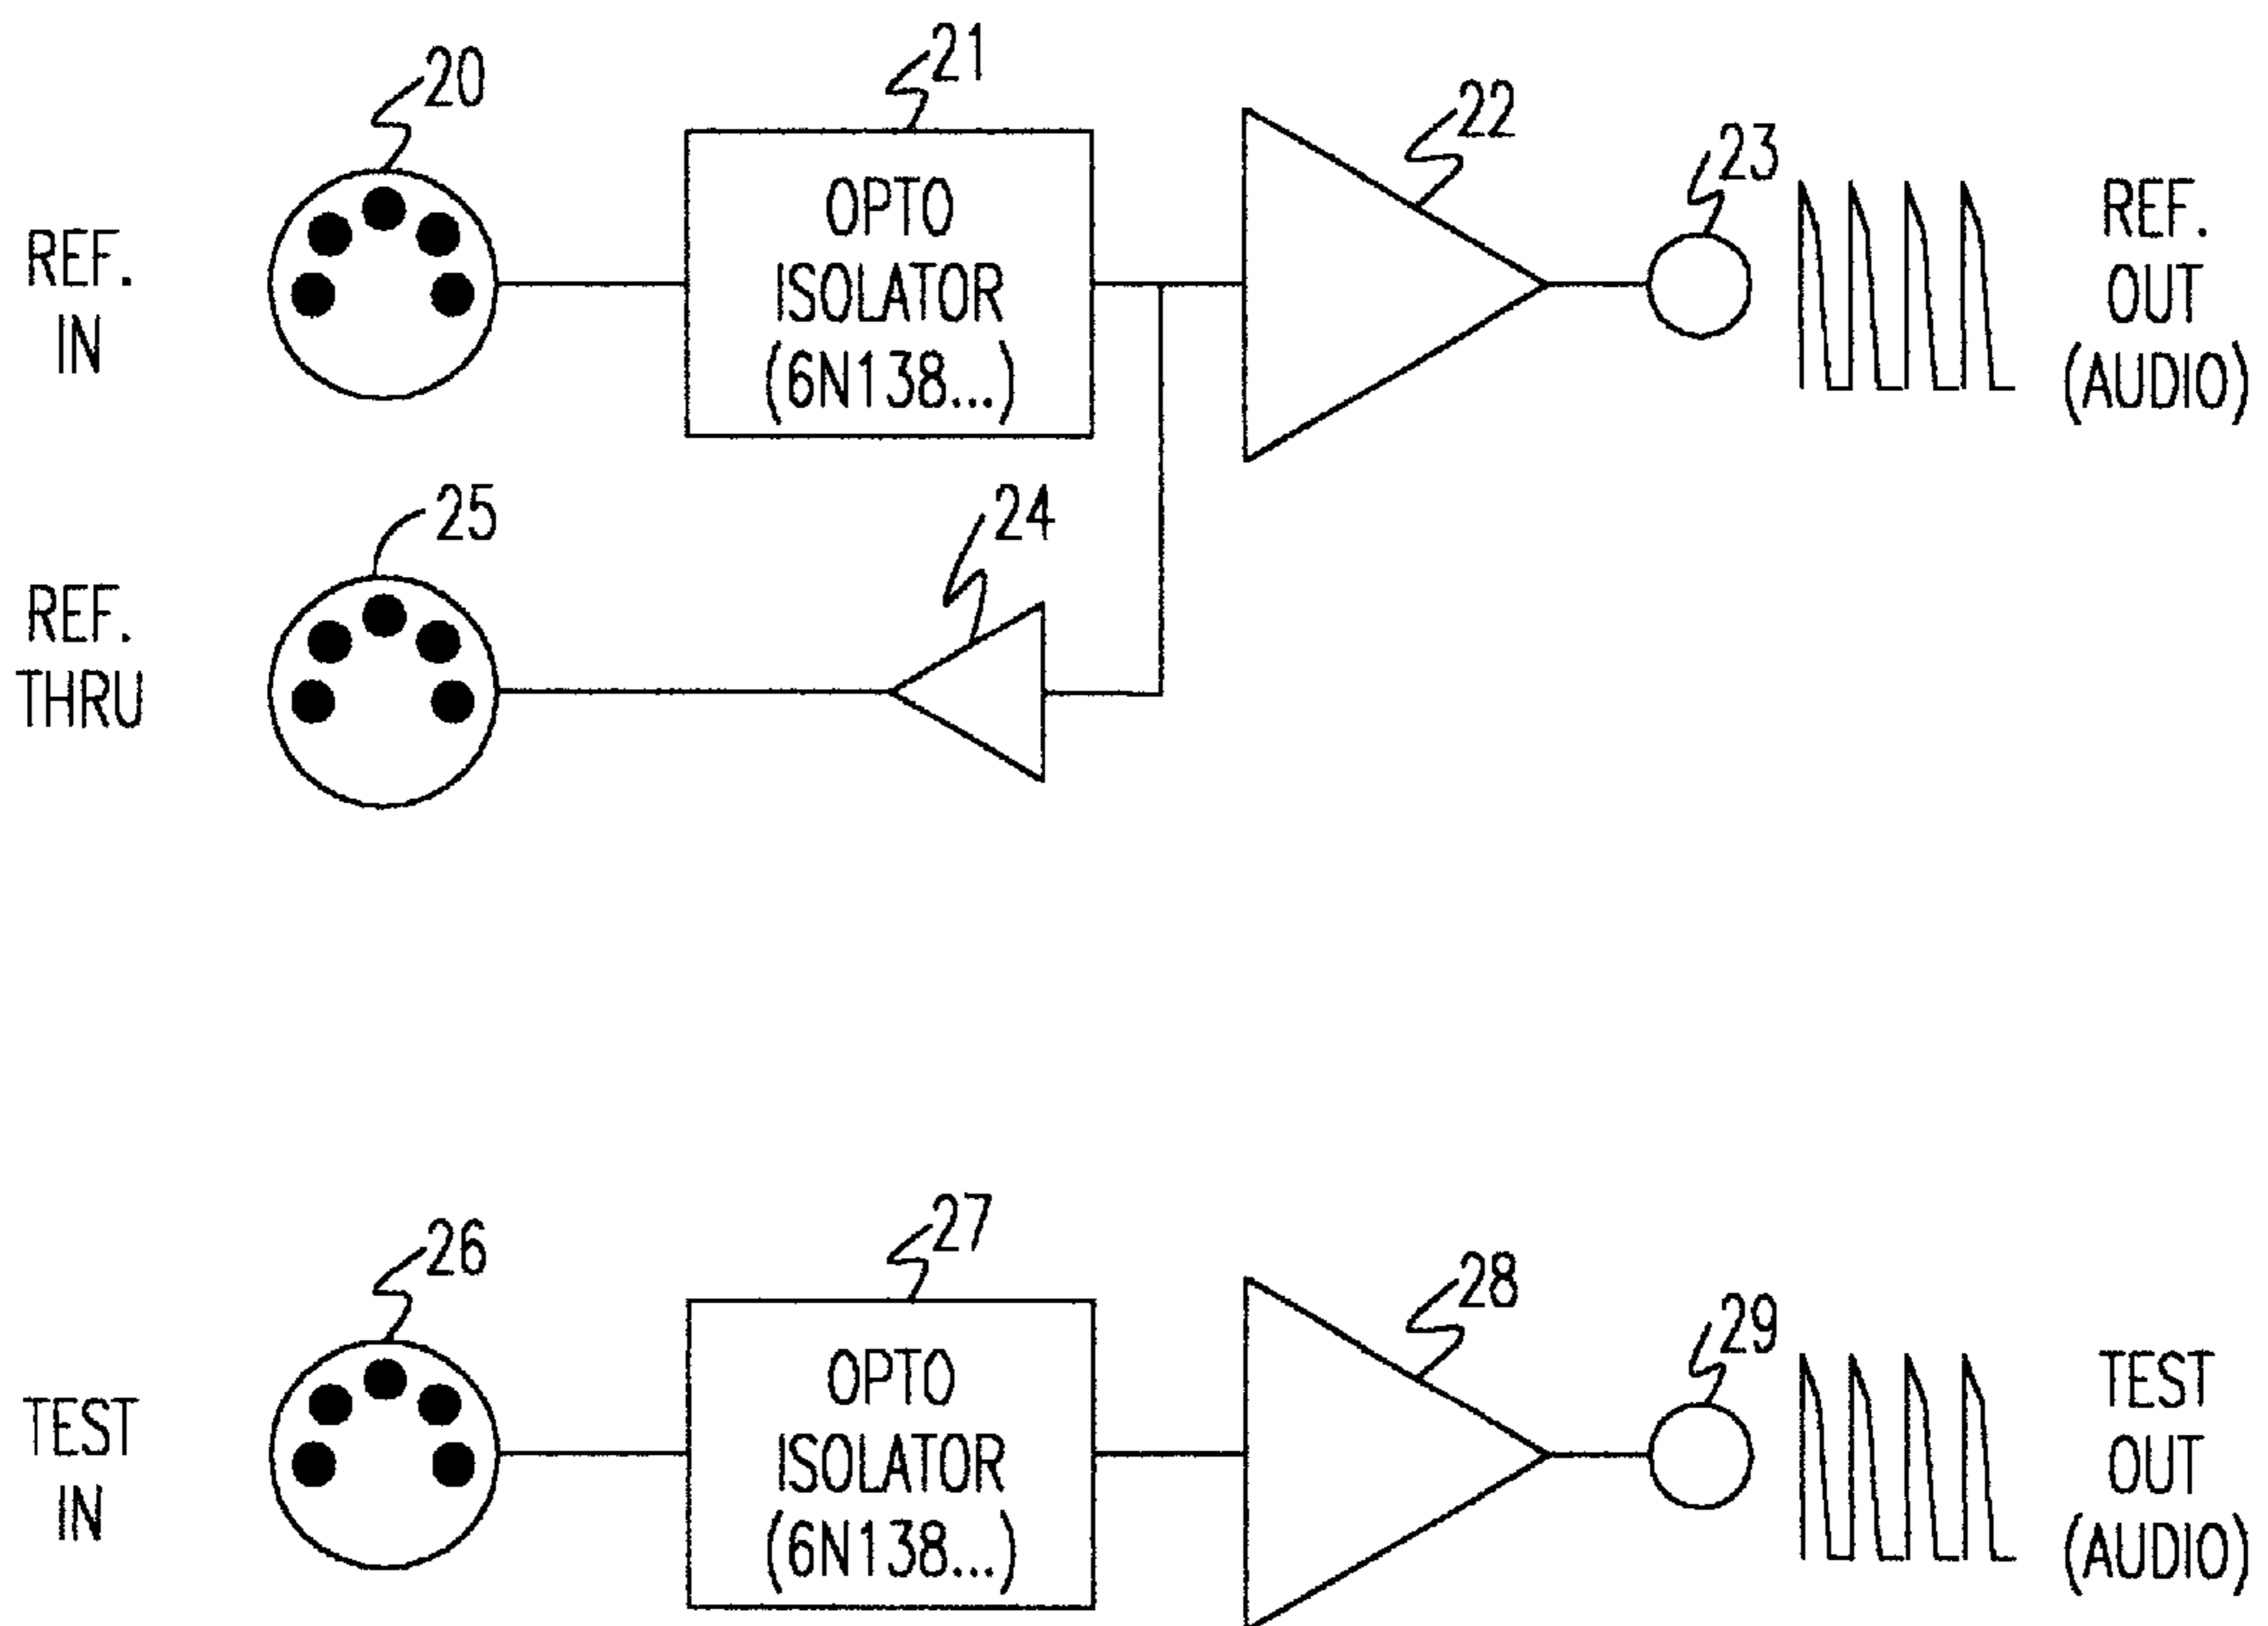 20
21
22
23
REF.
IN
OPTO
ISOLATOR
(6N138...)
REF.
OUT
(AUDIO)
25
24
REF.
THRU
26
27
28
29
TEST
IN
OPTO
ISOLATOR
(6N138...)
TEST
OUT
(AUDIO)